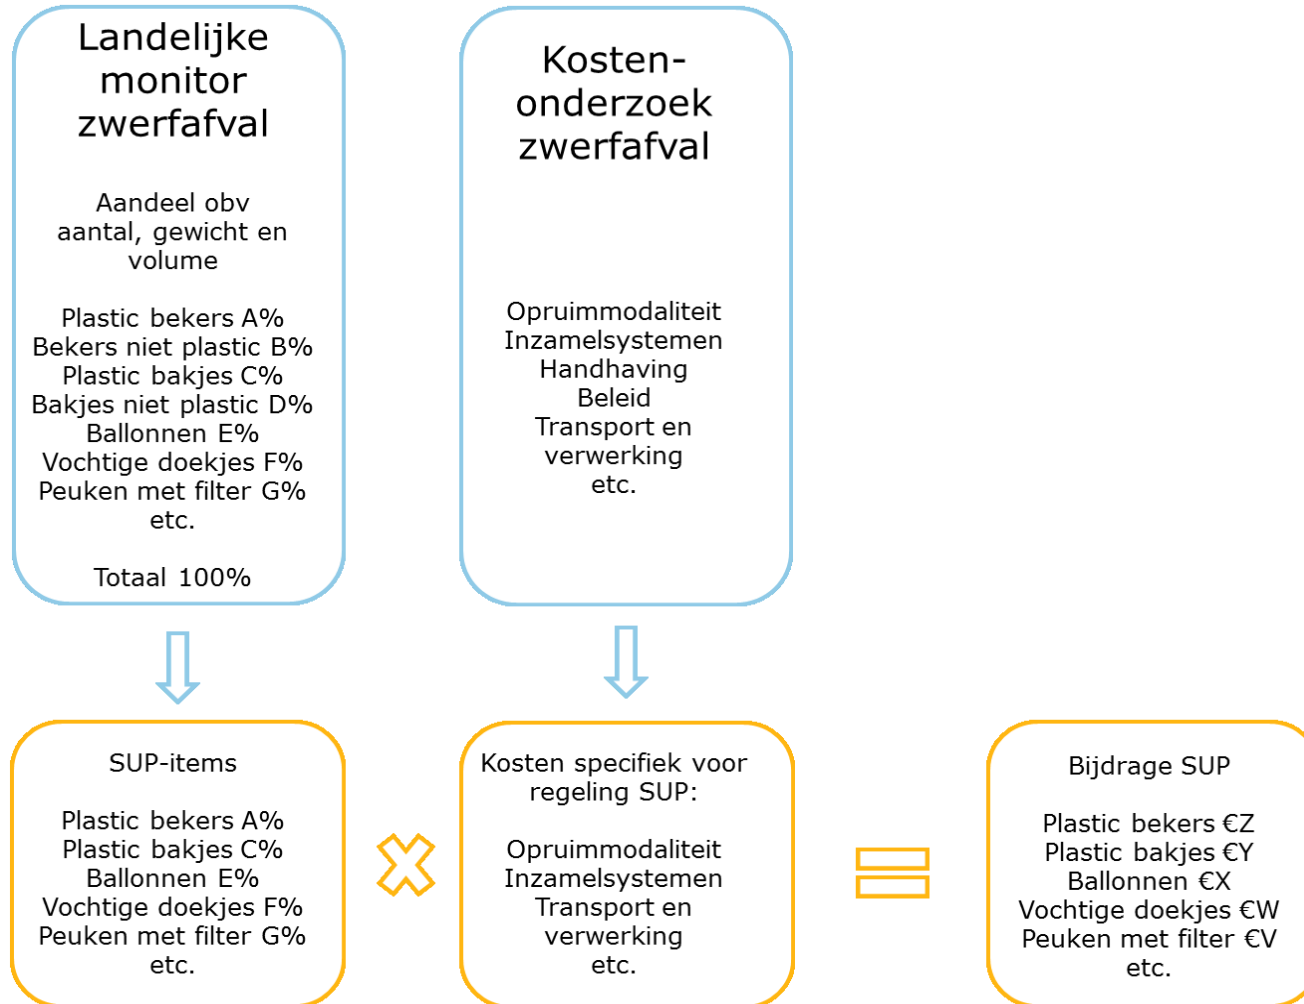 Landelijke
monitor
zwerfafval
Aandeel obv
aantal, gewicht en
volume
Plastic bekers A%
Bekers niet plastic B%
Plastic bakjes C%
Bakjes niet plastic D%
Ballonnen E%
Vochtige doekjes F%
Peuken met filter G%
etc.
Totaal 100%
Kosten-
onderzoek
zwerfafval
Opruimmodaliteit
Inzamelsystemen
Handhaving
Beleid
Transport en
verwerking
etc.
SUP-items
Plastic bekers A%
Plastic bakjes C%
Ballonnen E%
Vochtige doekjes F%
Peuken met filter G%
etc.
Kosten specifiek voor
regeling SUP:
Opruimmodaliteit
Inzamelsystemen
Transport en
verwerking
etc.
Bijdrage SUP
Plastic bekers €Z
Plastic bakjes €Y
Ballonnen €X
Vochtige doekjes €W
Peuken met filter €V
etc.